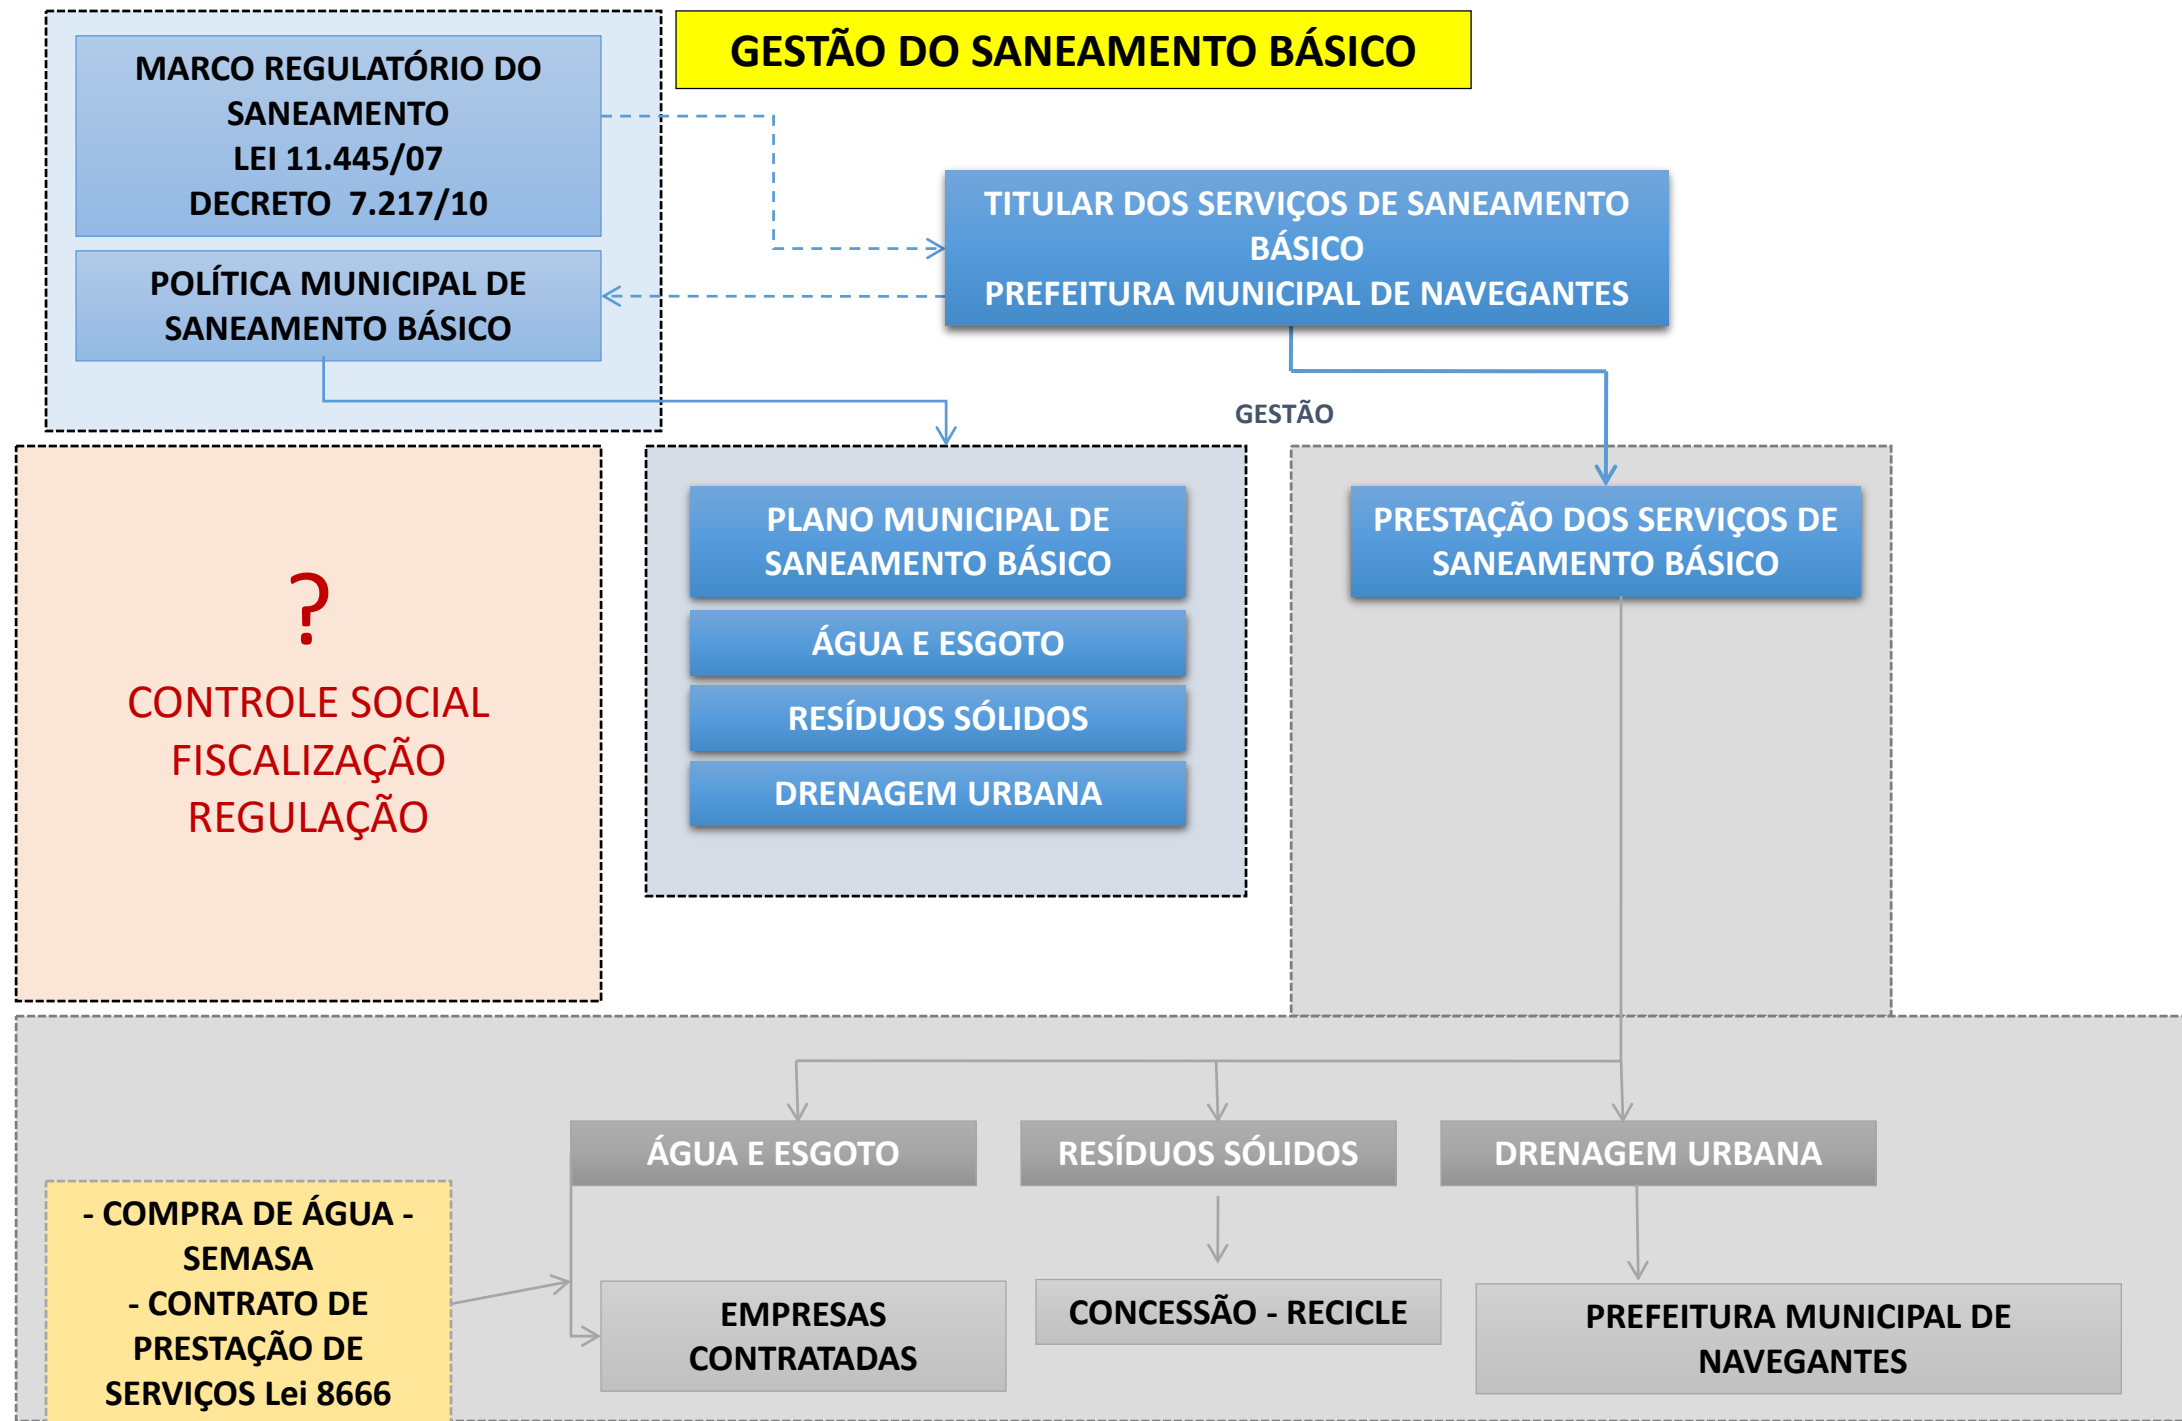 GESTÃO DO SANEAMENTO BÁSICO
MARCO REGULATÓRIO DO
SANEAMENTO
LEI 11.445/07
DECRETO 7.217/10
POLÍTICA MUNICIPAL DE
SANEAMENTO BÁSICO
TITULAR DOS SERVIÇOS DE SANEAMENTO
BÁSICO
PREFEITURA MUNICIPAL DE NAVEGANTES
GESTÃO
?
CONTROLE SOCIAL
FISCALIZAÇÃO
REGULAÇÃO
PLANO MUNICIPAL DE
SANEAMENTO BÁSICO
ÁGUA E ESGOTO
RESÍDUOS SÓLIDOS
DRENAGEM URBANA
PRESTAÇÃO DOS SERVIÇOS DE
SANEAMENTO BÁSICO
ÁGUA E ESGOTO
RESÍDUOS SÓLIDOS
DRENAGEM URBANA
- COMPRA DE ÁGUA -
SEMASA
- CONTRATO DE
PRESTAÇÃO DE
SERVIÇOS Lei 8666
EMPRESAS
CONTRATADAS
CONCESSÃO - RECICLE
PREFEITURA MUNICIPAL DE
NAVEGANTES